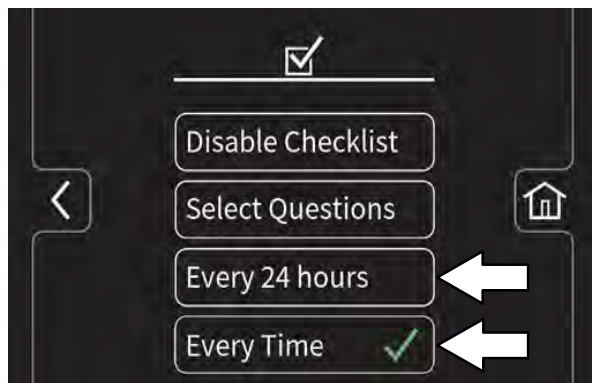 Disable Checklist
Select Questions
Every 24 hours
Every Time